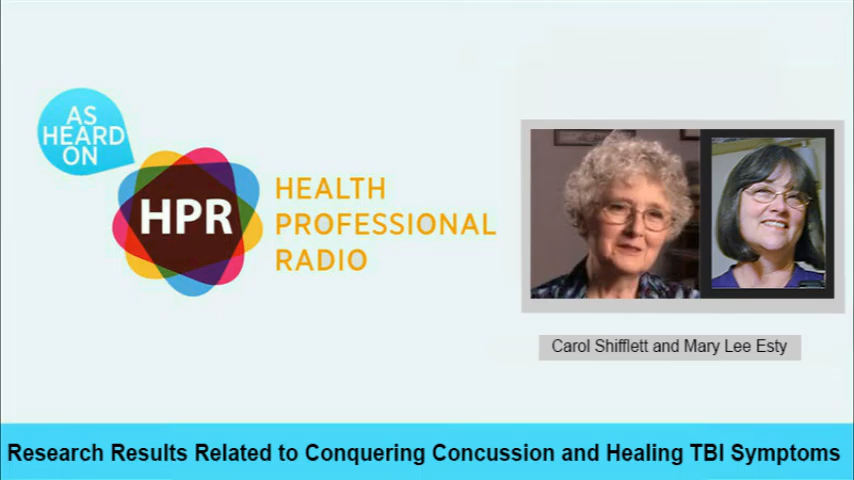 AS
HEARD
ON
HPR
HEALTH
PROFESSIONAL
RADIO
Carol Shifflett and Mary Lee Esty
Research Results Related to Conquering Concussion and Healing TBI Symptoms